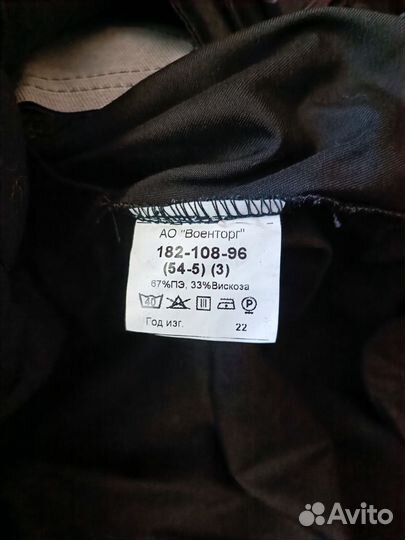 АО "Военторг"
182-108-96
(54-5) (3)
67%ПЭ, 33%Вискоза
40 P
Год изг. 22
Avito